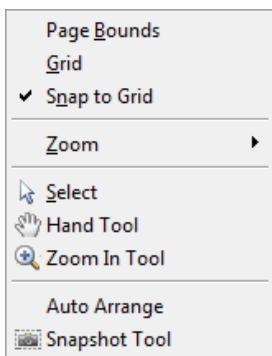 Page Bounds
Grid
Snap to Grid
Zoom
Select
Hand Tool
Zoom In Tool
Auto Arrange
Snapshot Tool